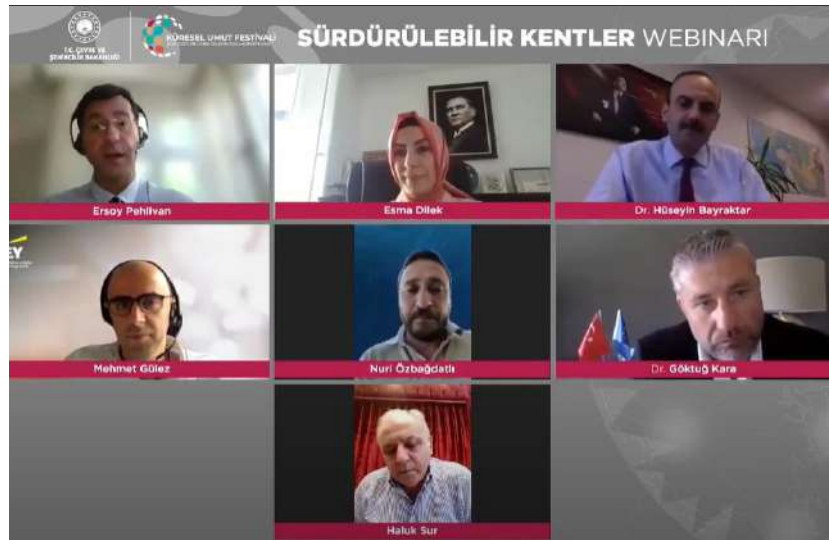 T.C. ÇEVRE VE
ŞEHİRCİLİK BAKANLIĞI
KÜRESEL UMUT FESTİVALİ
SÜRDÜRÜLEBİLİR KENTLER WEBINARI
Ersoy Pehlivan
Esma Dilek
Dr. Hüseyin Bayraktar
EY
Mehmet Gülez
Nuri Özbağdatlı
Dr. Göktuğ Kara
Haluk Sur